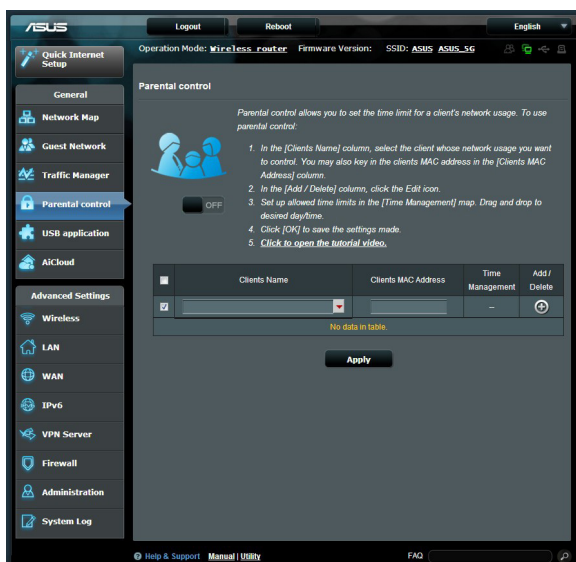 ASUS
Logout
Reboot
English
Quick Internet
Setup
Operation Mode: Wireless router Firmware Version: SSID: ASUS ASUS_5G
General
Network Map
Guest Network
Traffic Manager
Parental control
USB application
AiCloud
Advanced Settings
Wireless
LAN
WAN
IPv6
VPN Server
Firewall
Administration
System Log
Parental control
Parental control allows you to set the time limit for a client's network usage. To use
parental control:
1. In the [Clients Name] column, select the client whose network usage you want
to control. You may also key in the clients MAC address in the [Clients MAC
Address] column.
2. In the [Add / Delete] column, click the Edit icon.
3. Set up allowed time limits in the [Time Management] map. Drag and drop to
desired day/time.
4. Click [OK] to save the settings made.
5. Click to open the tutorial video.
OFF
Clients Name
Clients MAC Address
Time
Management
Add /
Delete
–
No data in table.
Apply
Help & Support Manual | Utility
FAQ